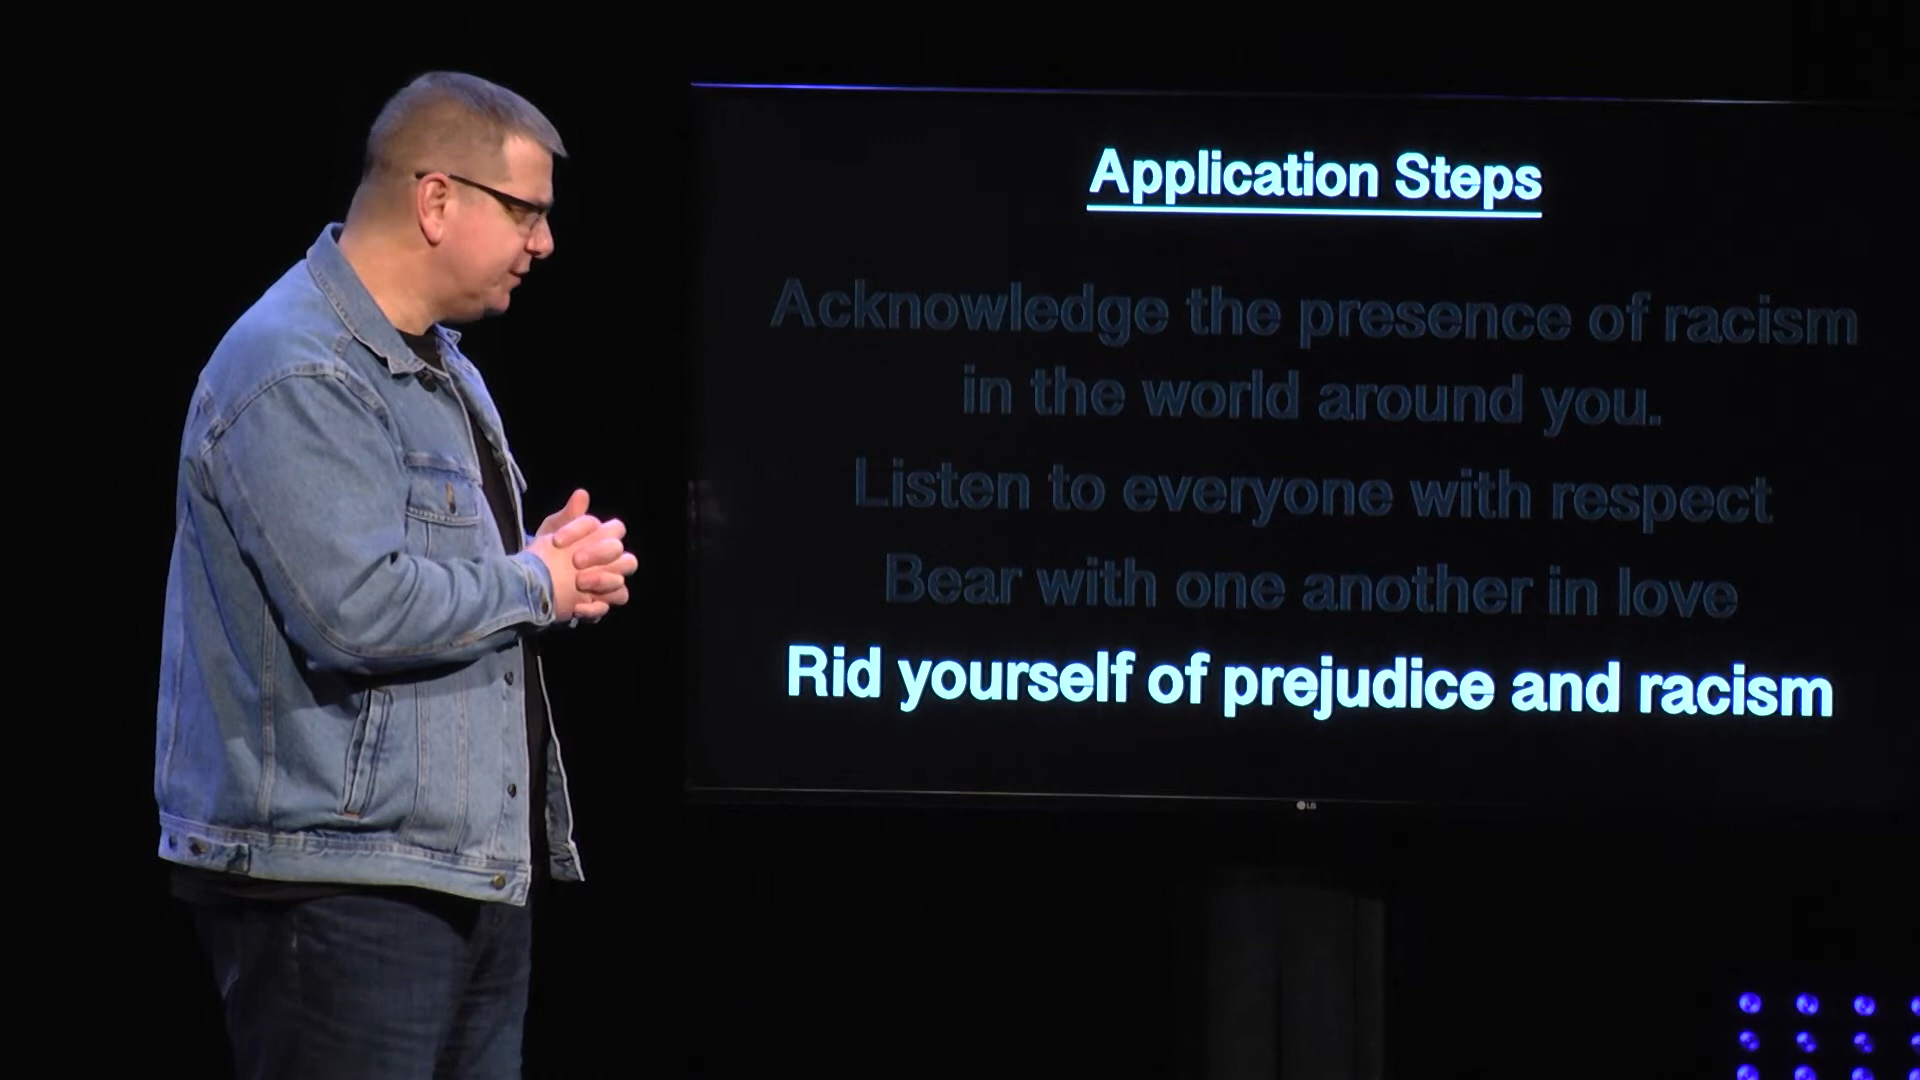 Application Steps
Acknowledge the presence of racism
in the world around you.
Listen to everyone with respect
Bear with one another in love
Rid yourself of prejudice and racism
LG